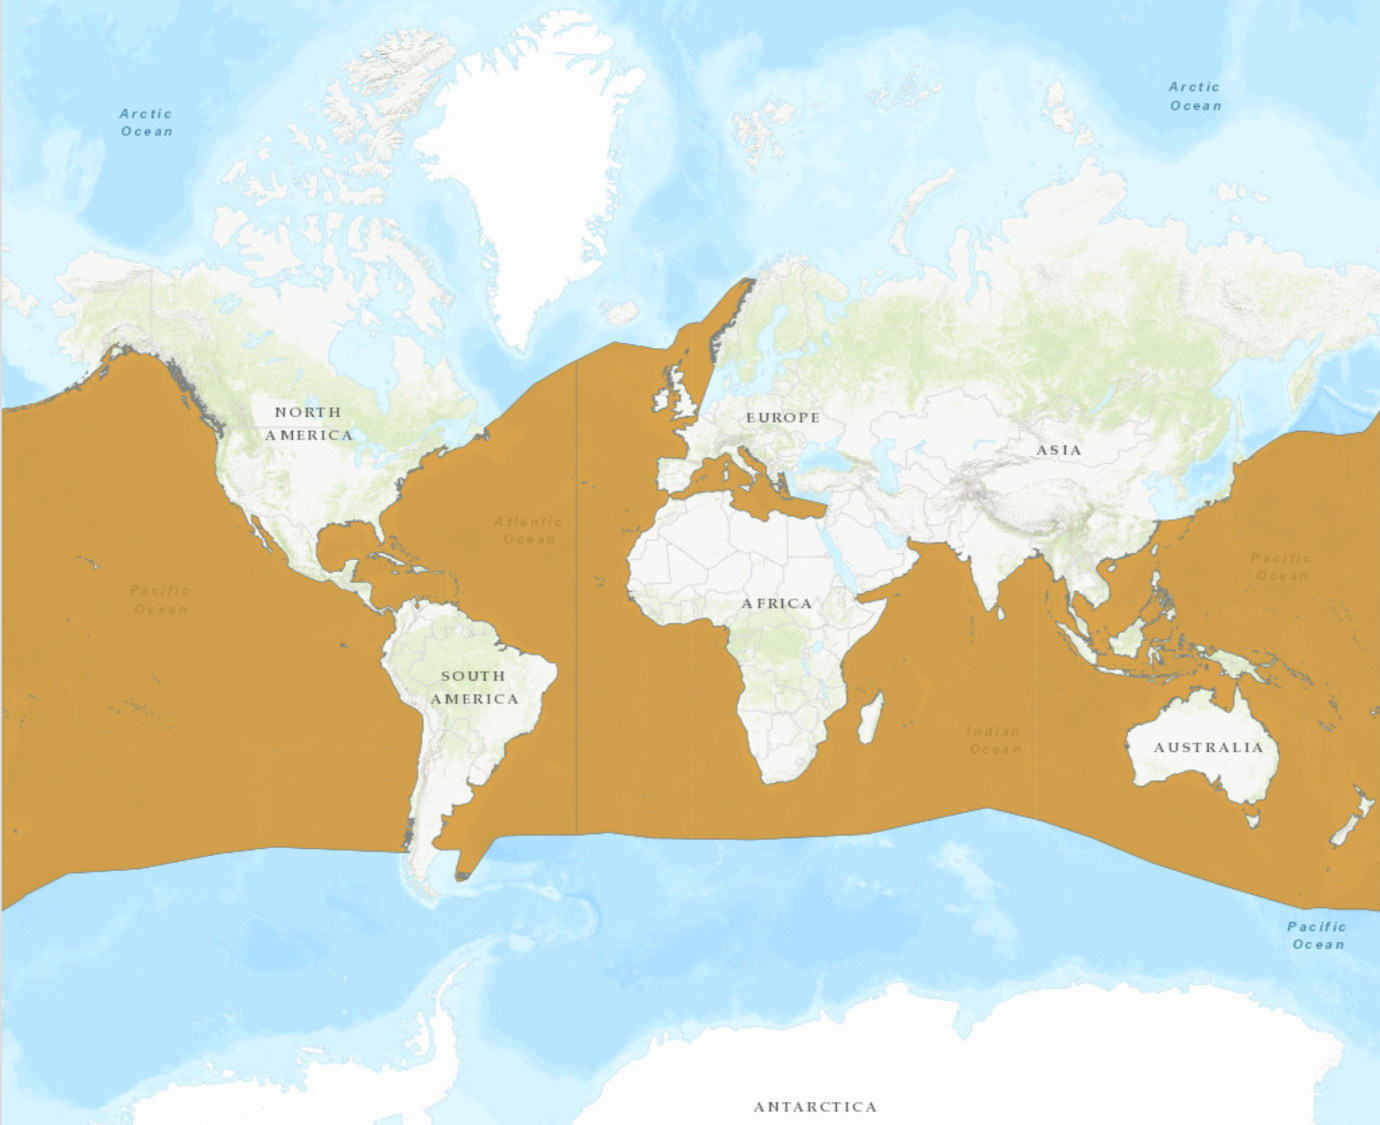 Arctic
Ocean
Arctic
Ocean
NORTH
AMERICA
EUROPE
ASIA
Atlantic
Ocean
Pacific
Ocean
Pacific
Ocean
AFRICA
SOUTH
AMERICA
Indian
Ocean
AUSTRALIA
Pacific
Ocean
ANTARCTICA